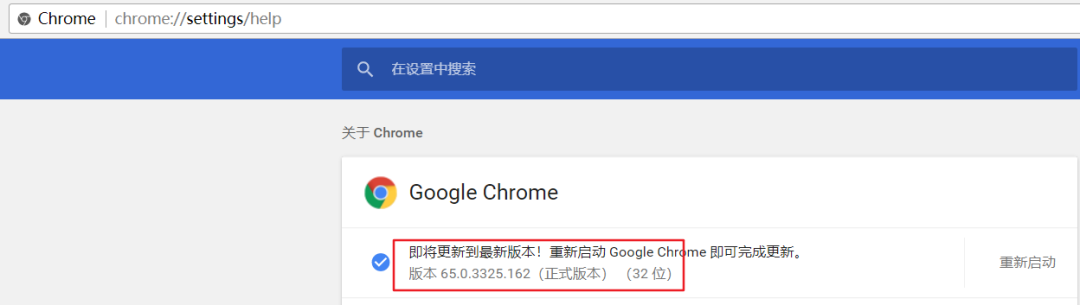 Chrome | chrome://settings/help
在设置中搜索
关于 Chrome
Google Chrome
即将更新到最新版本！重新启动 Google Chrome 即可完成更新。
版本 65.0.3325.162（正式版本） （32 位）
重新启动